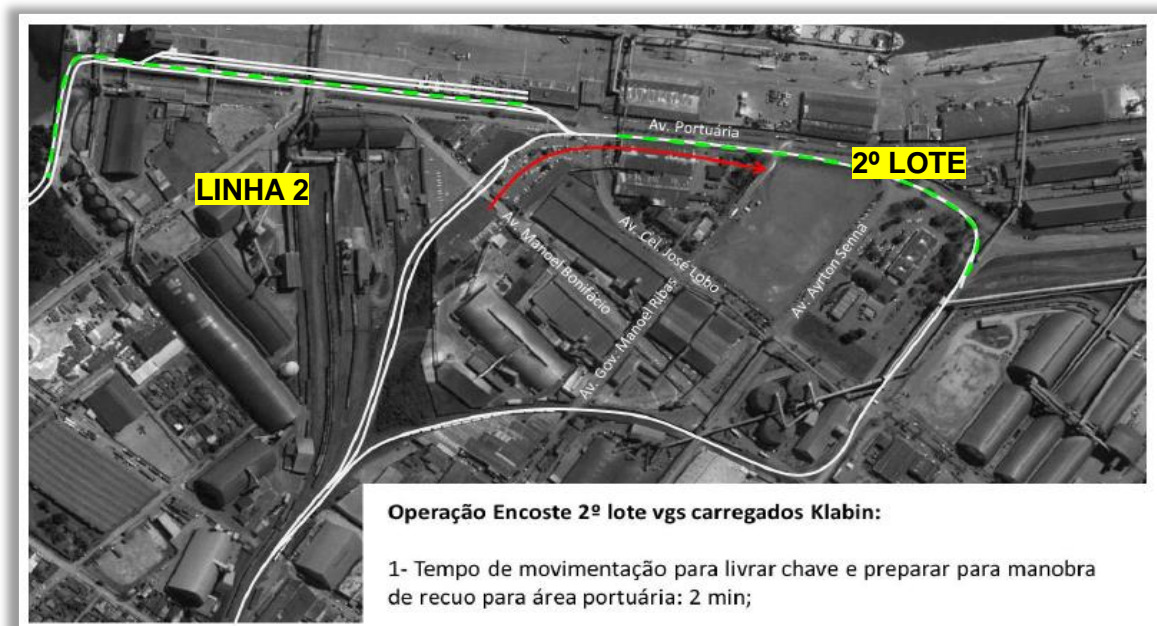 Av. Portuária
2º LOTE
LINHA 2
Av. Manoel Bonifácio
Av. Cel. José Lobo
Av. Gov. Manoel Ribas
Av. Ayrton Senna
Operação Encoste 2º lote vgs carregados Klabin:
1- Tempo de movimentação para livrar chave e preparar para manobra
de recuo para área portuária: 2 min;